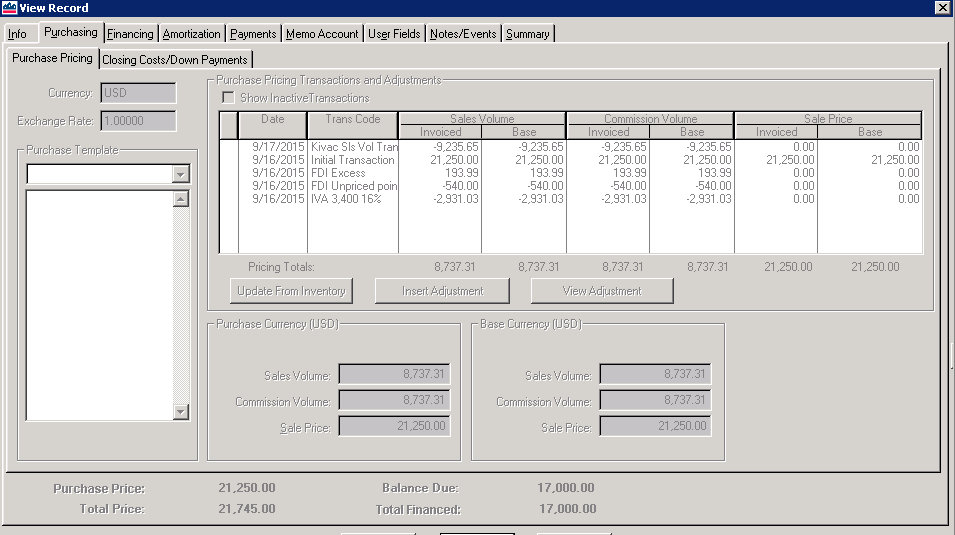 View Record
Info Purchasing Financing Amortization Payments Memo Account User Fields Notes/Events Summary
Purchase Pricing Closing Costs/Down Payments
Currency: USD
Exchange Rate: 1.00000
Purchase Template
Purchase Pricing Transactions and Adjustments
Show InactiveTransactions
Date Trans Code Sales Volume Commission Volume Sale Price
Invoiced Base Invoiced Base Invoiced Base
9/17/2015 Kivac Sls Vol Tran -9,235.65 -9,235.65 -9,235.65 -9,235.65 0.00 0.00
9/16/2015 Initial Transaction 21,250.00 21,250.00 21,250.00 21,250.00 21,250.00 21,250.00
9/16/2015 FDI Excess 193.99 193.99 193.99 193.99 0.00 0.00
9/16/2015 FDI Unpriced poin -540.00 -540.00 -540.00 -540.00 0.00 0.00
9/16/2015 IVA 3,400 16% -2,931.03 -2,931.03 -2,931.03 -2,931.03 0.00 0.00
Pricing Totals: 8,737.31 8,737.31 8,737.31 8,737.31 21,250.00 21,250.00
Update From Inventory Insert Adjustment View Adjustment
Purchase Currency (USD)
Sales Volume: 8,737.31
Commission Volume: 8,737.31
Sale Price: 21,250.00
Base Currency (USD)
Sales Volume: 8,737.31
Commission Volume: 8,737.31
Sale Price: 21,250.00
Purchase Price: 21,250.00 Balance Due: 17,000.00
Total Price: 21,745.00 Total Financed: 17,000.00